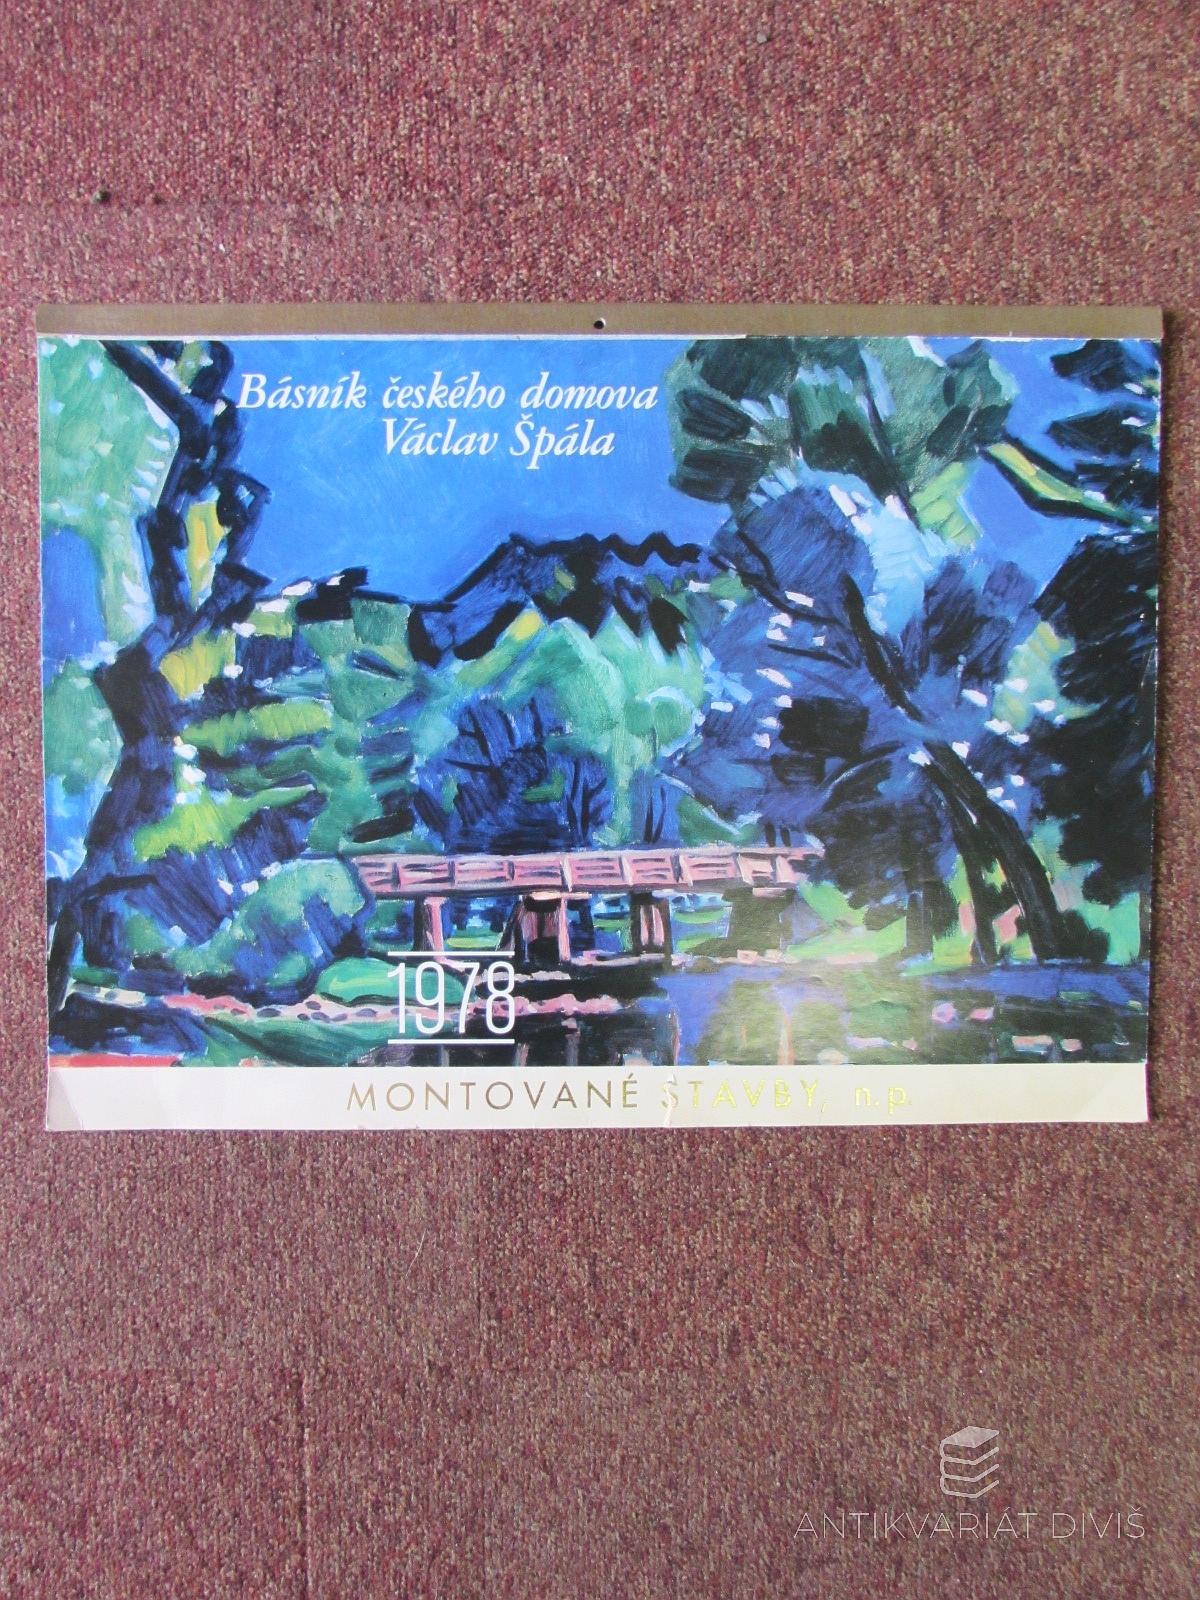 Básník českého domova
Václav Špála
1978
MONTOVANÉ STAVBY, n.p.
ANTIKVARIÁT DIVIŠ